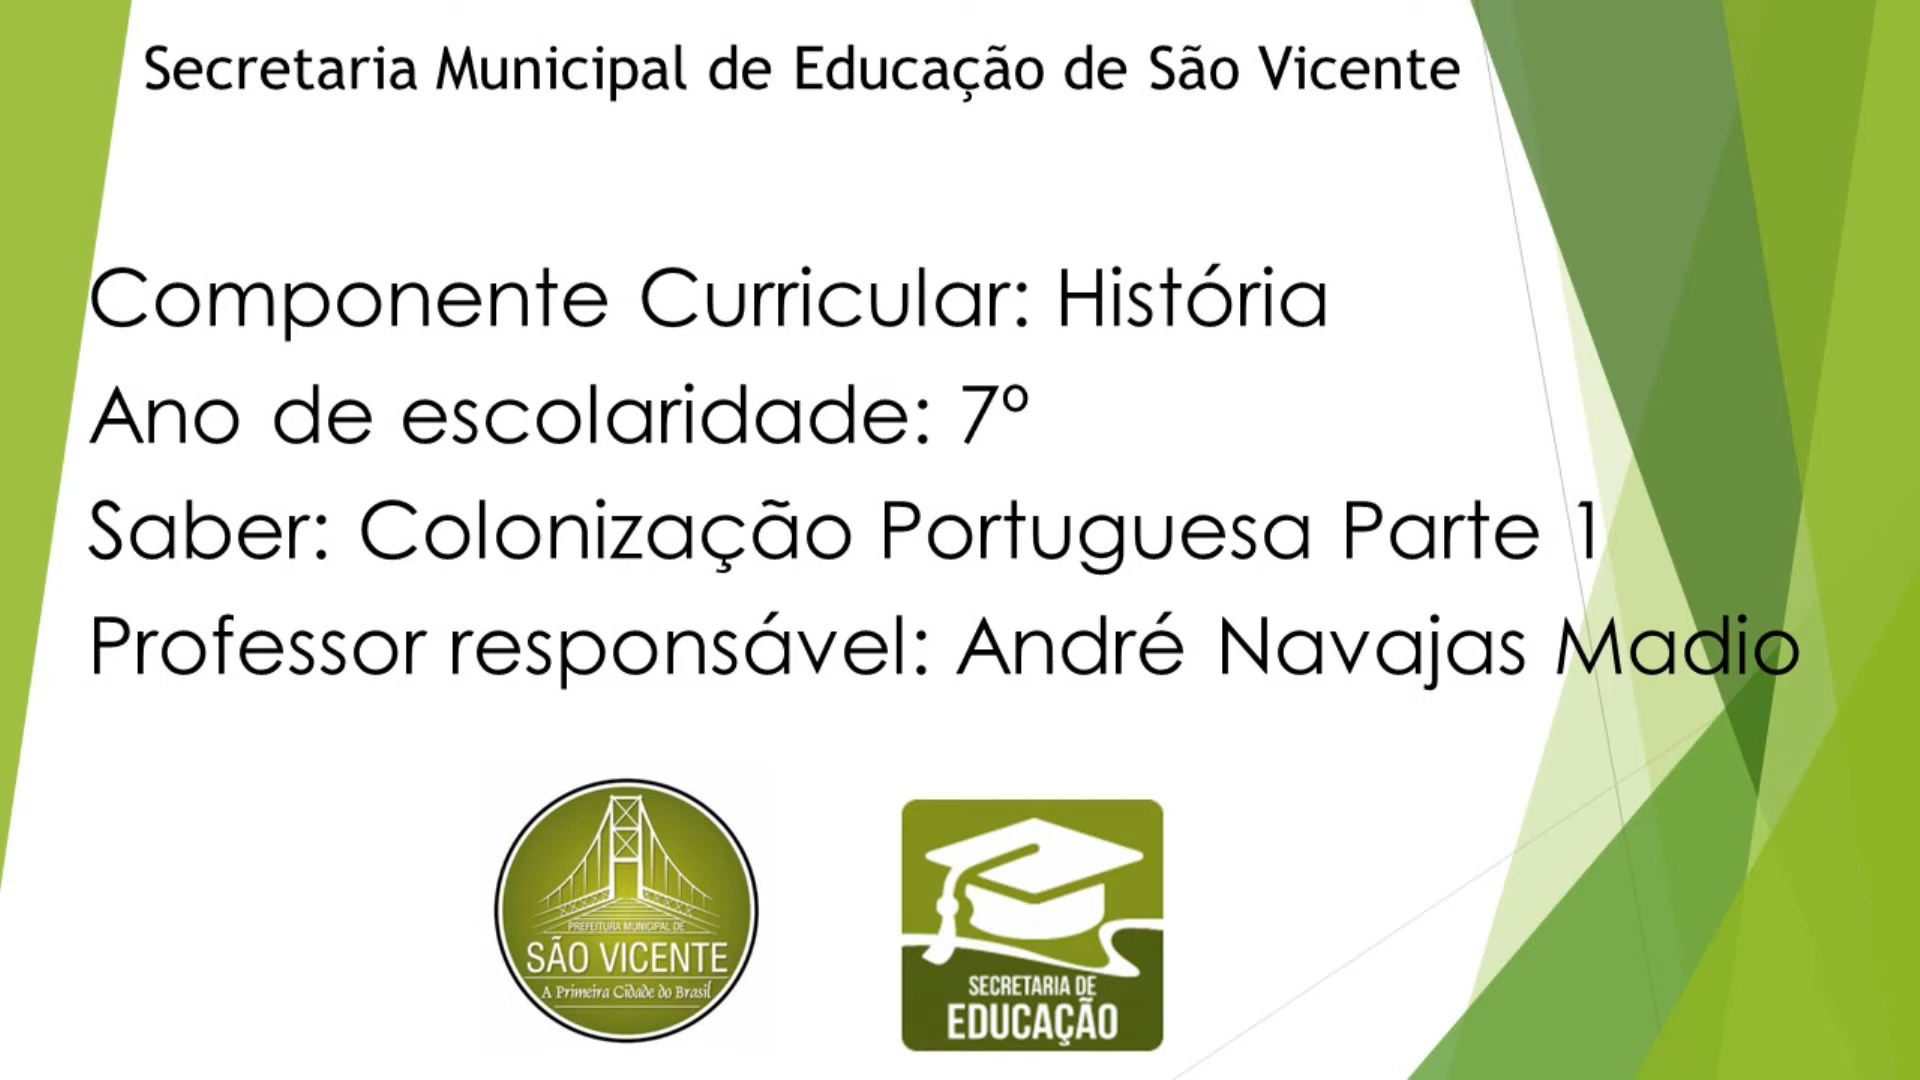 Secretaria Municipal de Educação de São Vicente
Componente Curricular: História
Ano de escolaridade: 7º
Saber: Colonização Portuguesa Parte 1
Professor responsável: André Navajas Madio
PREFEITURA MUNICIPAL DE
SÃO VICENTE
A Primeira Cidade do Brasil
SECRETARIA DE
EDUCAÇÃO